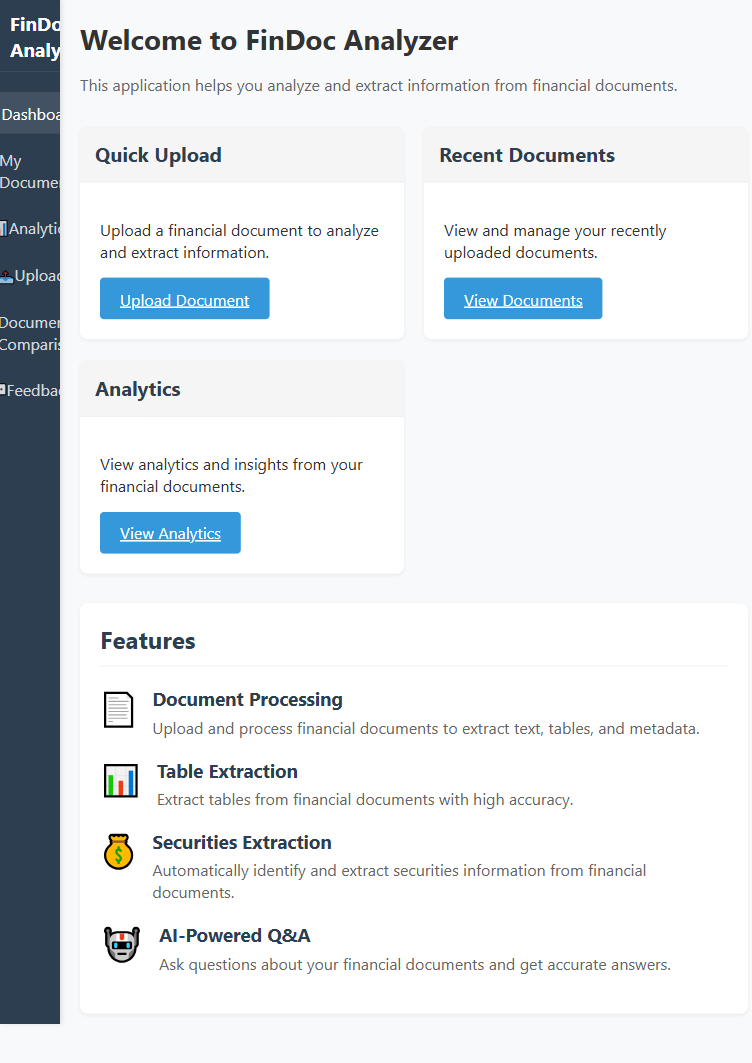 FinDo
Analy
Dashboa
My
Docume
Analyti
Uploa
Documen
Comparis
Feedba
Welcome to FinDoc Analyzer
This application helps you analyze and extract information from financial documents.
Quick Upload
Upload a financial document to analyze
and extract information.
Upload Document
Recent Documents
View and manage your recently
uploaded documents.
View Documents
Analytics
View analytics and insights from your
financial documents.
View Analytics
Features
Document Processing
Upload and process financial documents to extract text, tables, and metadata.
Table Extraction
Extract tables from financial documents with high accuracy.
Securities Extraction
Automatically identify and extract securities information from financial
documents.
AI-Powered Q&A
Ask questions about your financial documents and get accurate answers.